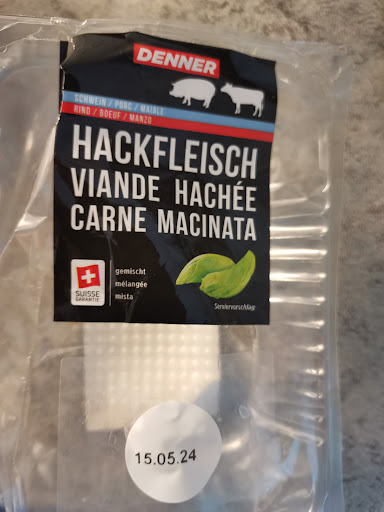 DENNER
SCHWEIN / PORC / MAIALE
RIND / BOEUF / MANZO
HACKFLEISCH
VIANDE HACHÉE
CARNE MACINATA
SUISSE
GARANTIE
gemischt
mélangée
mista
Serviervorschlag
15.05.24